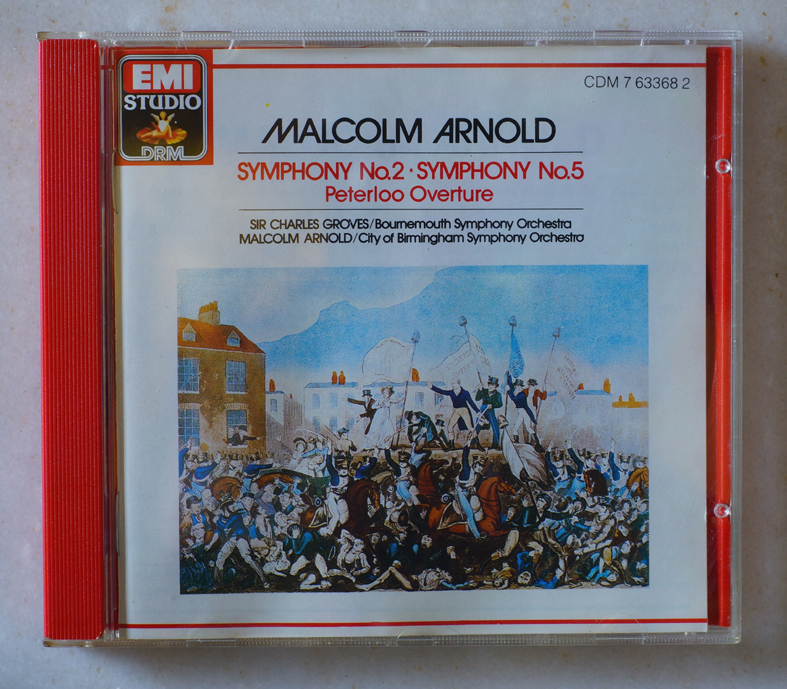 EMI
STUDIO
DRM
CDM 7 63368 2
MALCOLM ARNOLD
SYMPHONY No.2 · SYMPHONY No.5
Peterloo Overture
SIR CHARLES GROVES/Bournemouth Symphony Orchestra
MALCOLM ARNOLD/City of Birmingham Symphony Orchestra